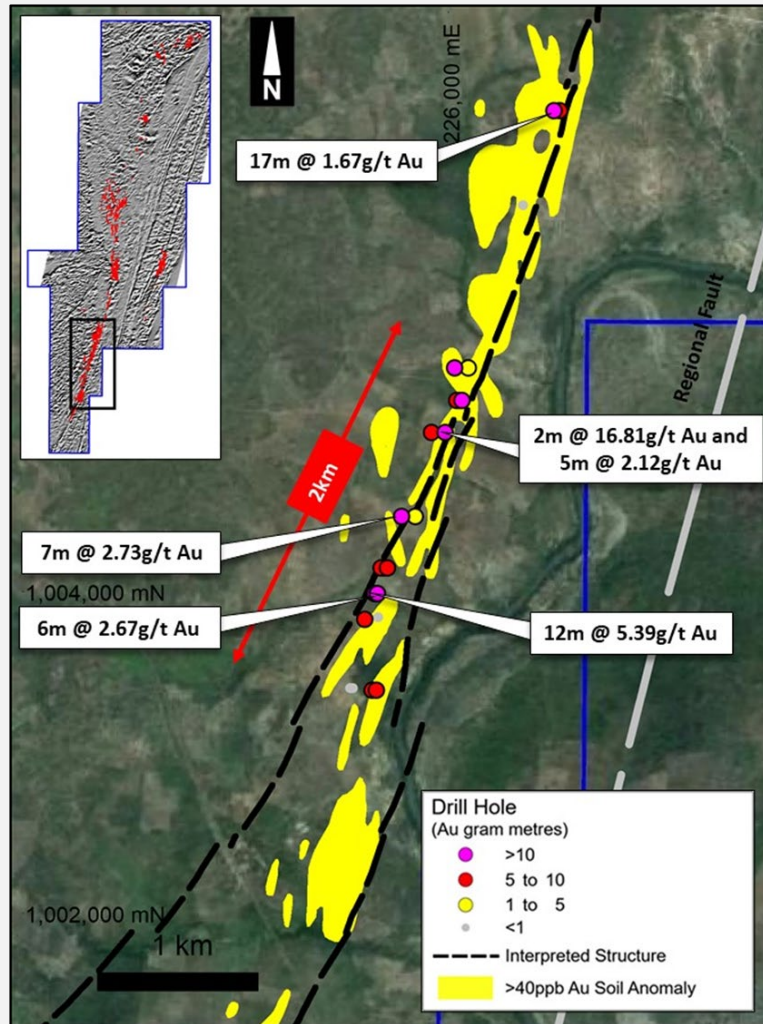 N
226,000 mE
17m @ 1.67g/t Au
Regional Fault
2m @ 16.81g/t Au and
5m @ 2.12g/t Au
2km
7m @ 2.73g/t Au
1,004,000 mN
6m @ 2.67g/t Au
12m @ 5.39g/t Au
Drill Hole
(Au gram metres)
>10
5 to 10
1 to 5
<1
Interpreted Structure
>40ppb Au Soil Anomaly
1,002,000 mN
1 km